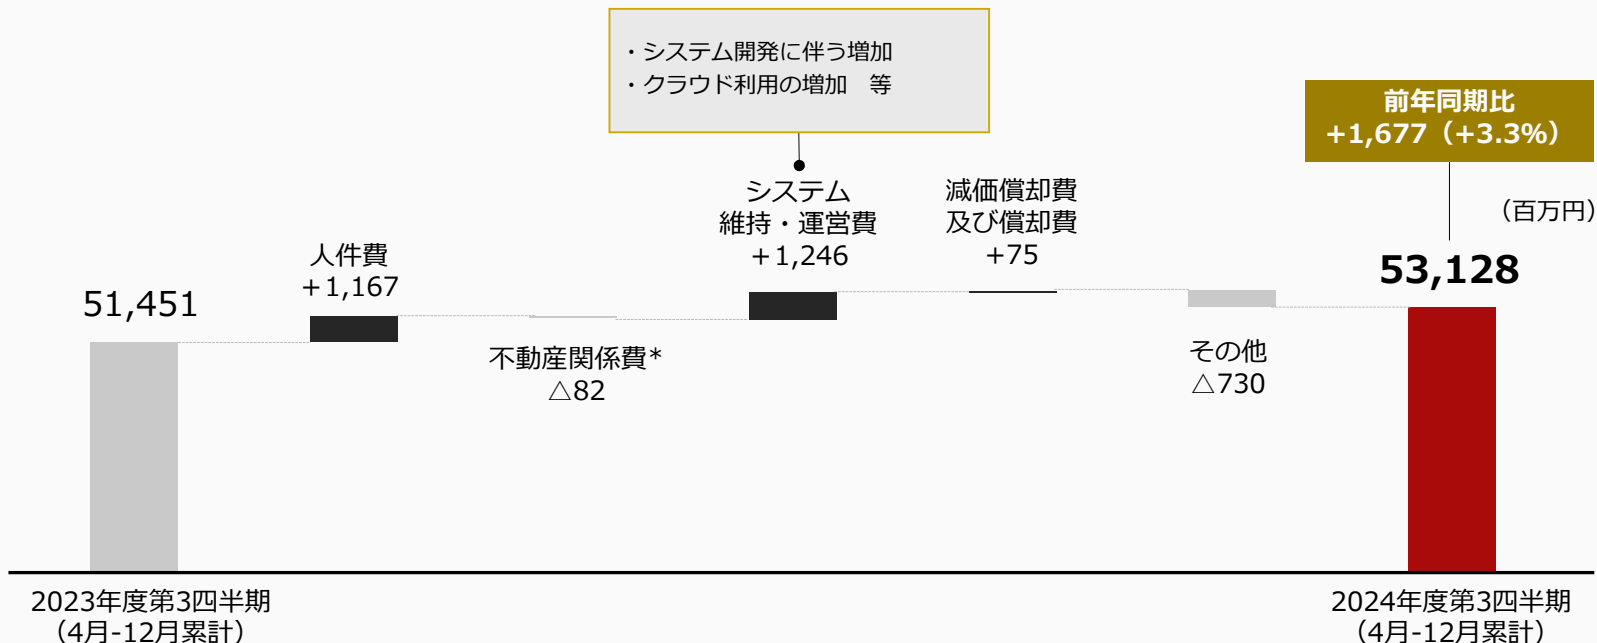 ・システム開発に伴う増加
・クラウド利用の増加　等
前年同期比
+1,677（+3.3%）
（百万円）
51,451
人件費
+1,167
不動産関係費*
△82
システム
維持・運営費
+1,246
減価償却費
及び償却費
+75
その他
△730
53,128
2023年度第3四半期
（4月-12月累計）
2024年度第3四半期
（4月-12月累計）